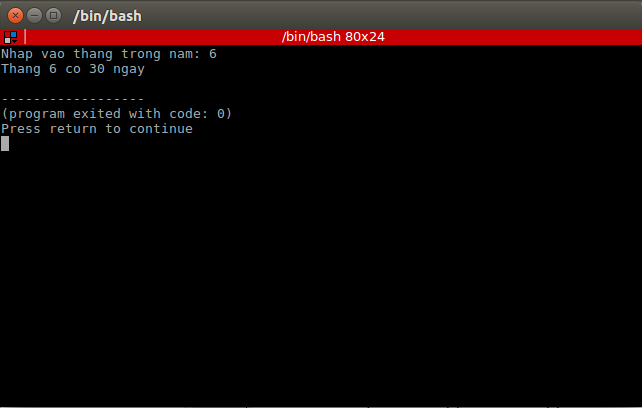 /bin/bash
/bin/bash 80x24
Nhap vao thang trong nam: 6
Thang 6 co 30 ngay
------------------
(program exited with code: 0)
Press return to continue